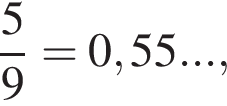 5/9 = 0,55...,